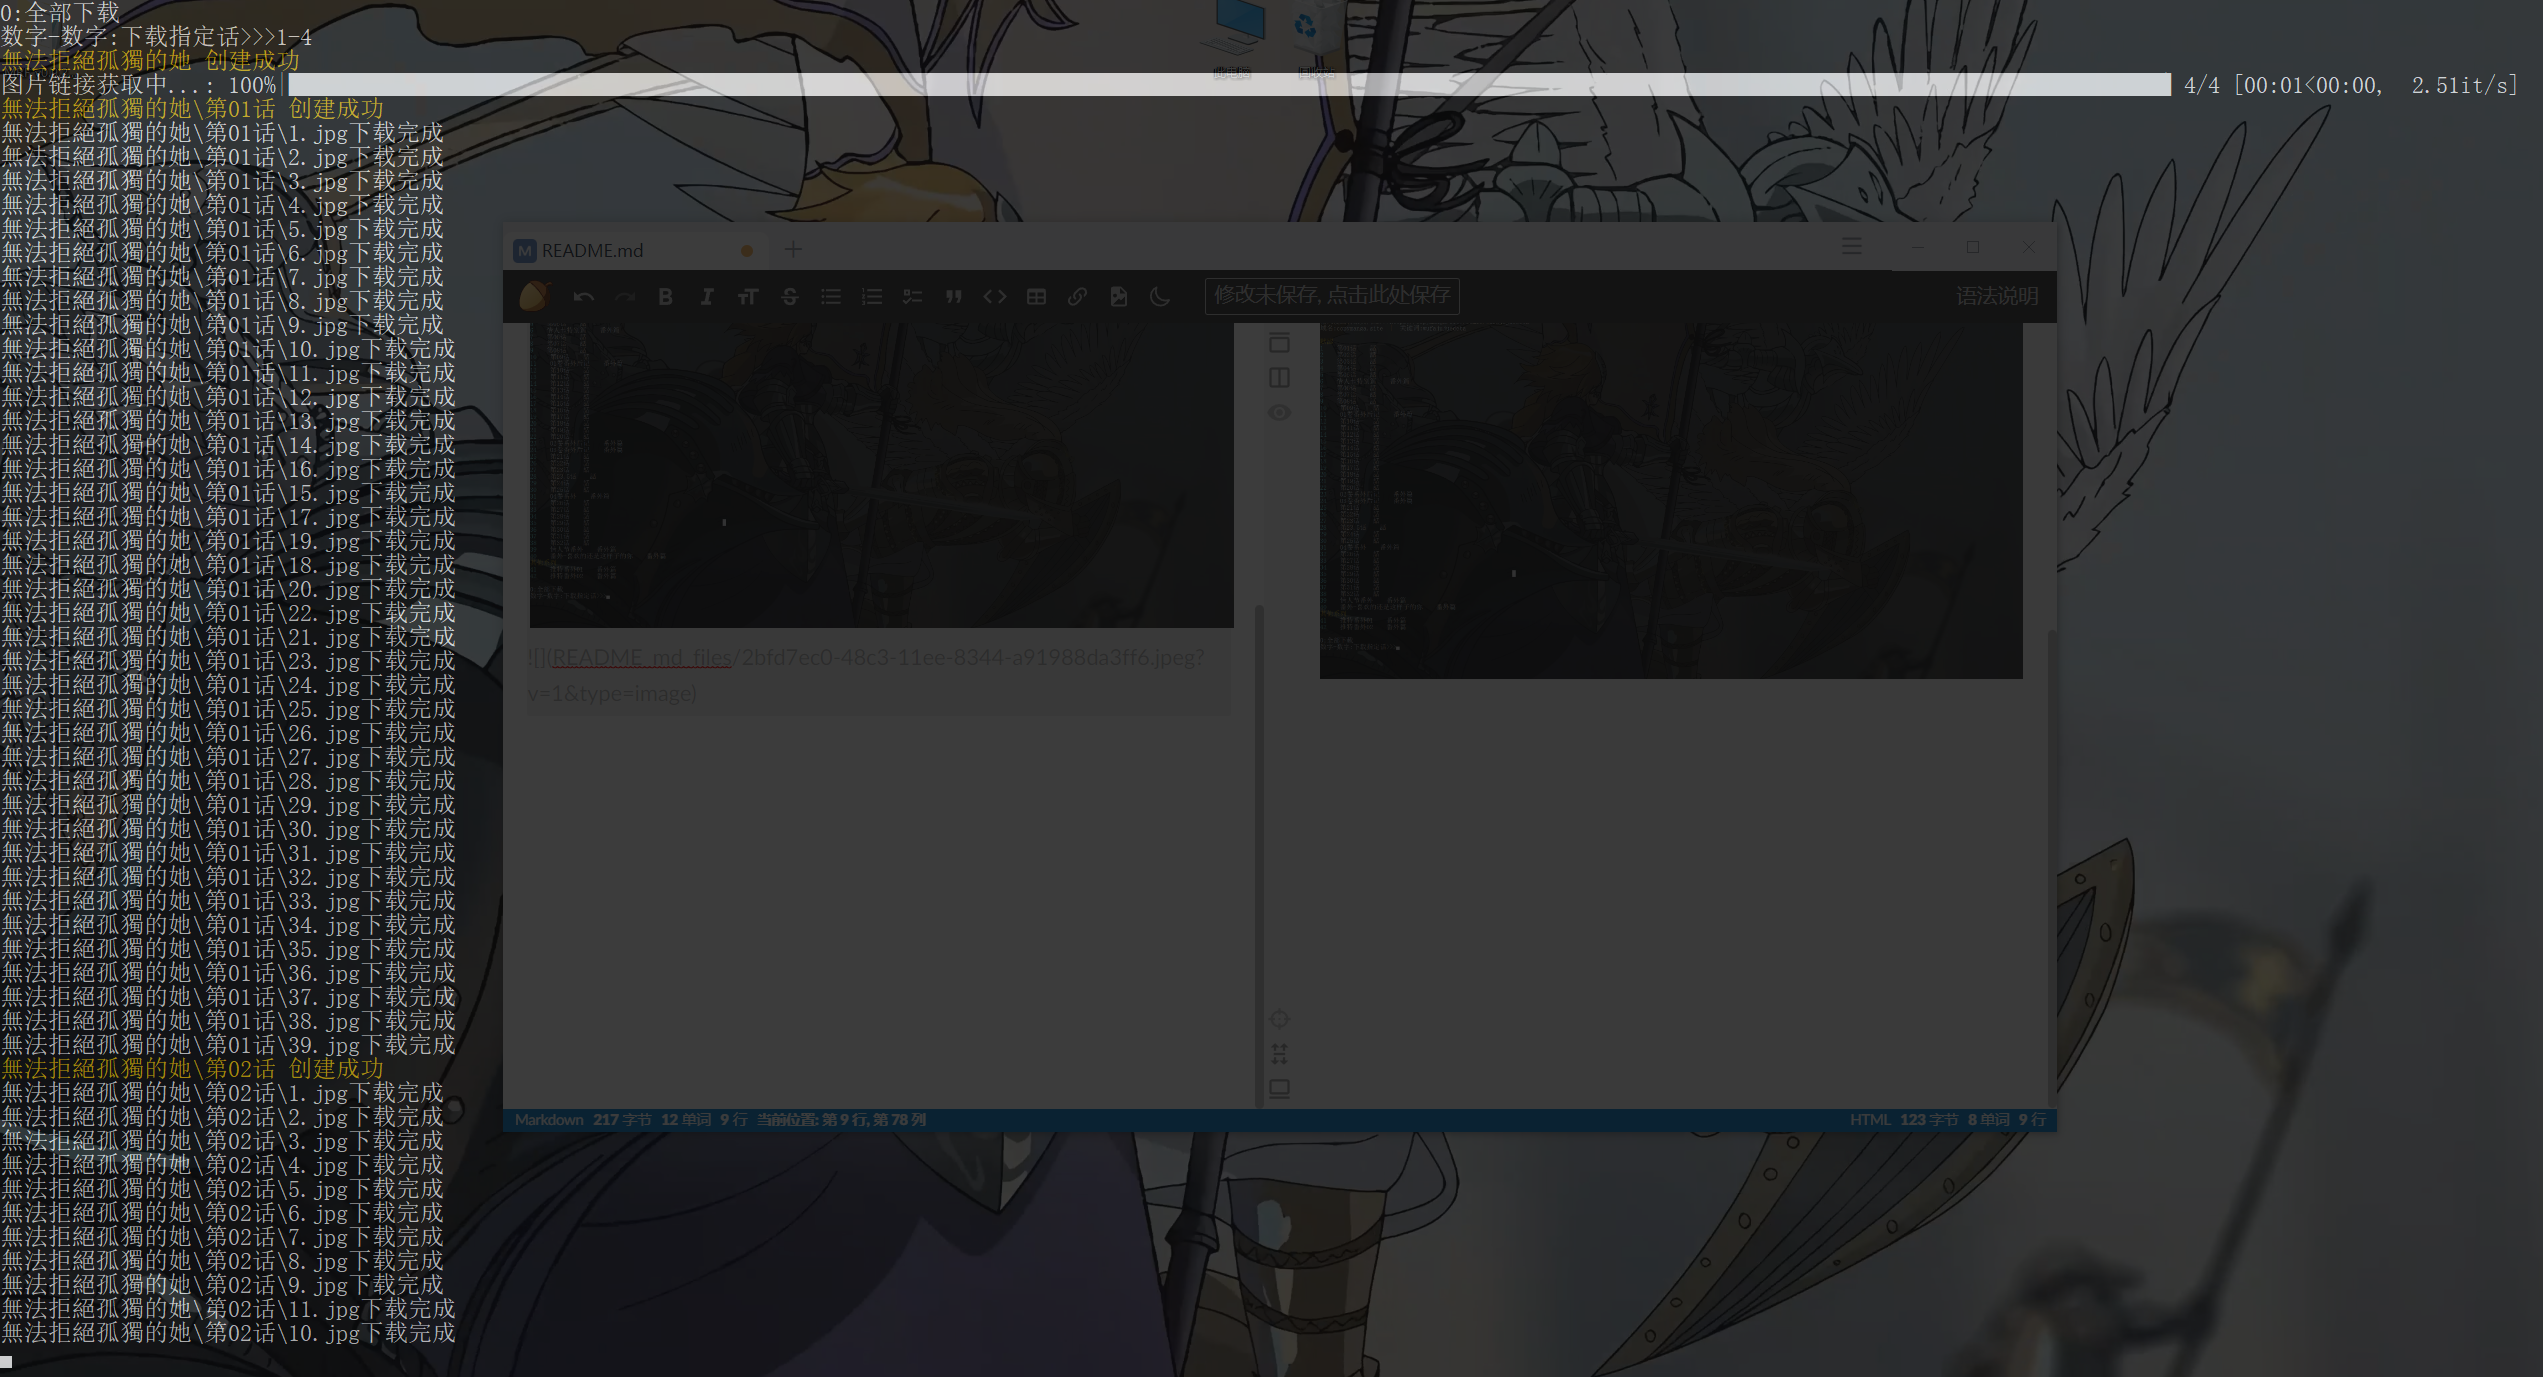 0:全部下载
数字-数字:下载指定话>>>1-4
無法拒絕孤獨的她 创建成功
图片链接获取中...: 100%| 4/4 [00:01<00:00,  2.51it/s]
無法拒絕孤獨的她\第01话 创建成功
無法拒絕孤獨的她\第01话\1.jpg下载完成
無法拒絕孤獨的她\第01话\2.jpg下载完成
無法拒絕孤獨的她\第01话\3.jpg下载完成
無法拒絕孤獨的她\第01话\4.jpg下载完成
無法拒絕孤獨的她\第01话\5.jpg下载完成
無法拒絕孤獨的她\第01话\6.jpg下载完成
無法拒絕孤獨的她\第01话\7.jpg下载完成
無法拒絕孤獨的她\第01话\8.jpg下载完成
無法拒絕孤獨的她\第01话\9.jpg下载完成
無法拒絕孤獨的她\第01话\10.jpg下载完成
無法拒絕孤獨的她\第01话\11.jpg下载完成
無法拒絕孤獨的她\第01话\12.jpg下载完成
無法拒絕孤獨的她\第01话\13.jpg下载完成
無法拒絕孤獨的她\第01话\14.jpg下载完成
無法拒絕孤獨的她\第01话\16.jpg下载完成
無法拒絕孤獨的她\第01话\15.jpg下载完成
無法拒絕孤獨的她\第01话\17.jpg下载完成
無法拒絕孤獨的她\第01话\19.jpg下载完成
無法拒絕孤獨的她\第01话\18.jpg下载完成
無法拒絕孤獨的她\第01话\20.jpg下载完成
無法拒絕孤獨的她\第01话\22.jpg下载完成
無法拒絕孤獨的她\第01话\21.jpg下载完成
無法拒絕孤獨的她\第01话\23.jpg下载完成
無法拒絕孤獨的她\第01话\24.jpg下载完成
無法拒絕孤獨的她\第01话\25.jpg下载完成
無法拒絕孤獨的她\第01话\26.jpg下载完成
無法拒絕孤獨的她\第01话\27.jpg下载完成
無法拒絕孤獨的她\第01话\28.jpg下载完成
無法拒絕孤獨的她\第01话\29.jpg下载完成
無法拒絕孤獨的她\第01话\30.jpg下载完成
無法拒絕孤獨的她\第01话\31.jpg下载完成
無法拒絕孤獨的她\第01话\32.jpg下载完成
無法拒絕孤獨的她\第01话\33.jpg下载完成
無法拒絕孤獨的她\第01话\34.jpg下载完成
無法拒絕孤獨的她\第01话\35.jpg下载完成
無法拒絕孤獨的她\第01话\36.jpg下载完成
無法拒絕孤獨的她\第01话\37.jpg下载完成
無法拒絕孤獨的她\第01话\38.jpg下载完成
無法拒絕孤獨的她\第01话\39.jpg下载完成
無法拒絕孤獨的她\第02话 创建成功
無法拒絕孤獨的她\第02话\1.jpg下载完成
無法拒絕孤獨的她\第02话\2.jpg下载完成
無法拒絕孤獨的她\第02话\3.jpg下载完成
無法拒絕孤獨的她\第02话\4.jpg下载完成
無法拒絕孤獨的她\第02话\5.jpg下载完成
無法拒絕孤獨的她\第02话\6.jpg下载完成
無法拒絕孤獨的她\第02话\7.jpg下载完成
無法拒絕孤獨的她\第02话\8.jpg下载完成
無法拒絕孤獨的她\第02话\9.jpg下载完成
無法拒絕孤獨的她\第02话\11.jpg下载完成
無法拒絕孤獨的她\第02话\10.jpg下载完成
此电脑
回收站
M README.md
修改未保存, 点击此处保存
语法说明
![](README_md_files/2bfd7ec0-48c3-11ee-8344-a91988da3ff6.jpeg?
v=1&type=image)
Markdown 217 字节 12 单词 9 行 当前位置: 第 9 行, 第 78 列
HTML 123 字节 8 单词 9 行